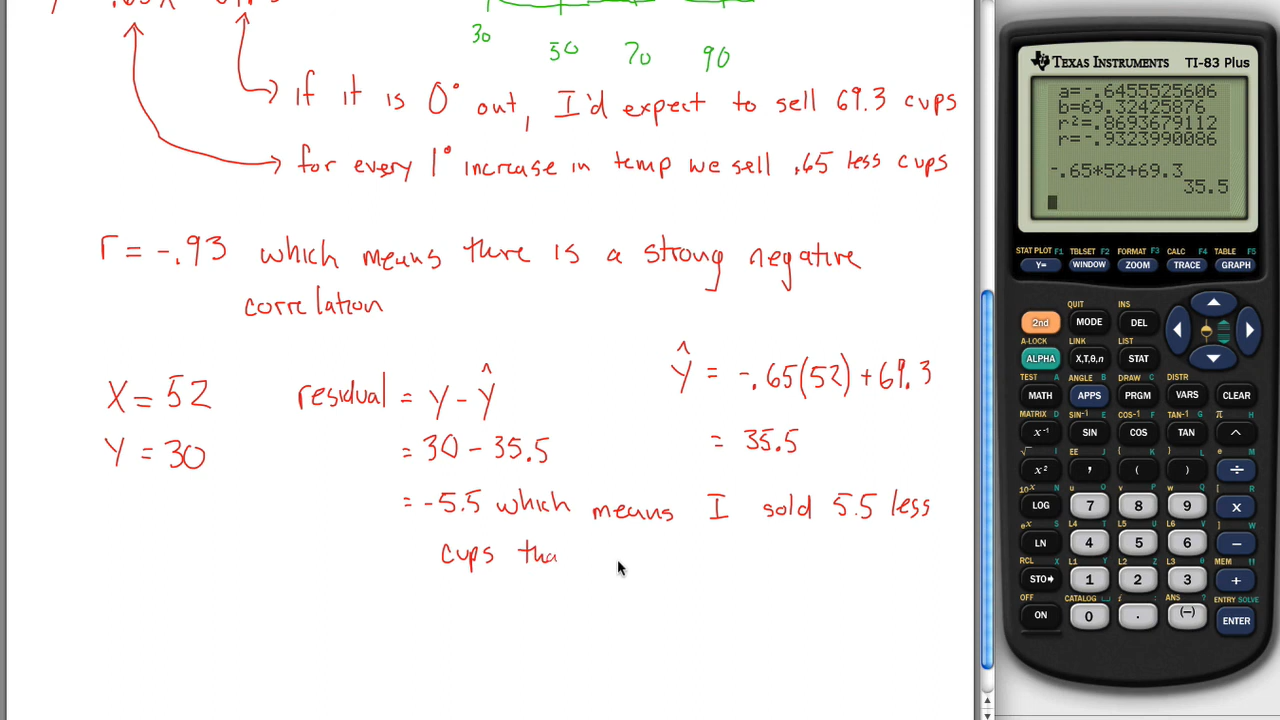 30 50 70 90
If it is 0° out, I'd expect to sell 69.3 cups
for every 1° increase in temp we sell .65 less cups
r = -.93 which means there is a strong negative
correlation
X = 52
Y = 30
residual = Y - Ŷ
= 30 - 35.5
= -5.5 which means I sold 5.5 less
cups tha
Ŷ = -.65(52) + 69.3
= 35.5
TEXAS INSTRUMENTS TI-83 Plus
a=-.6455525606
b=69.32425876
r²=.8693679112
r=-.9323990086
-.65*52+69.3
35.5
STAT PLOT F1 TBLSET F2 FORMAT F3 CALC F4 TABLE F5
Y= WINDOW ZOOM TRACE GRAPH
QUIT INS
2nd MODE DEL
A-LOCK LINK LIST
ALPHA X,T,θ,n STAT
TEST A ANGLE B DRAW C DISTR
MATH APPS PRGM VARS CLEAR
MATRIX D SIN⁻¹ E COS⁻¹ F TAN⁻¹ G π H
x⁻¹ SIN COS TAN ^
√ I EE J ( K ) L e M
x² , ( ) ÷
10ˣ N u O v P w Q [ R
LOG 7 8 9 ×
eˣ S L4 T L5 U L6 V ] W
LN 4 5 6 −
RCL X L1 Y L2 Z L3 θ MEM "
STO▸ 1 2 3 +
OFF CATALOG ⎵ i : ANS ? ENTRY SOLVE
ON 0 . (−) ENTER